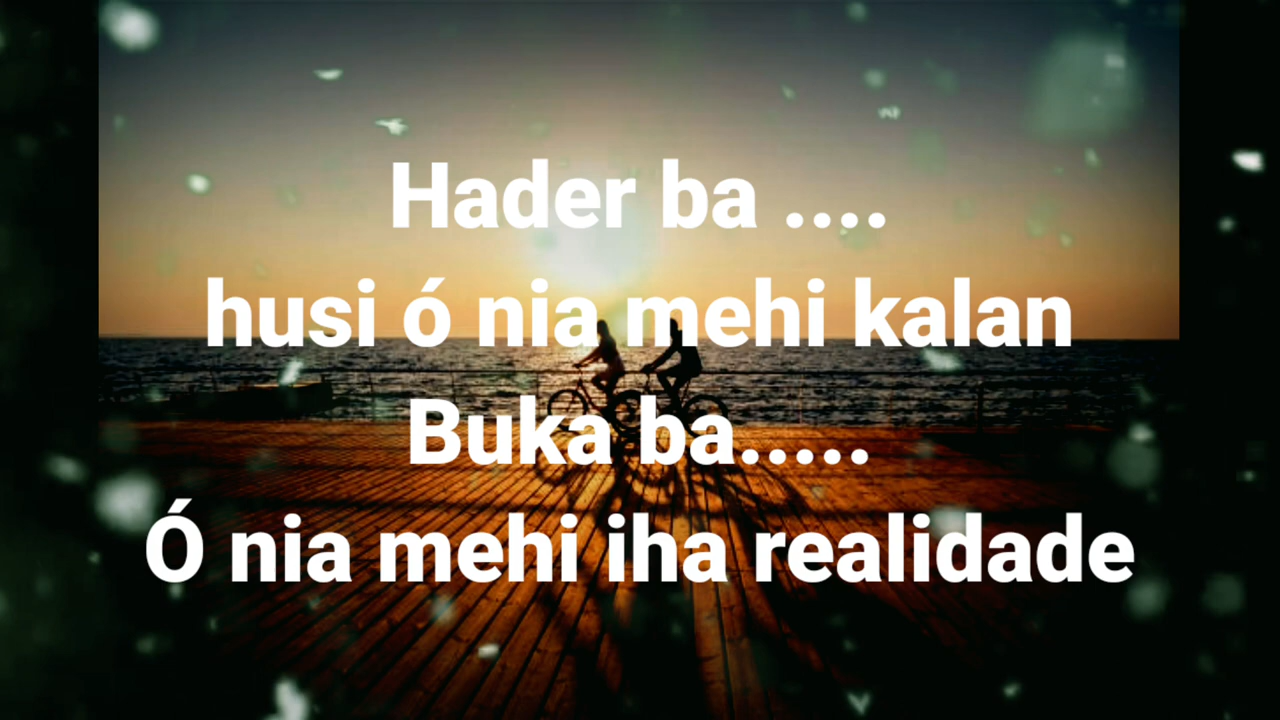 Hader ba ....
husi ó nia mehi kalan
Buka ba.....
Ó nia mehi iha realidade